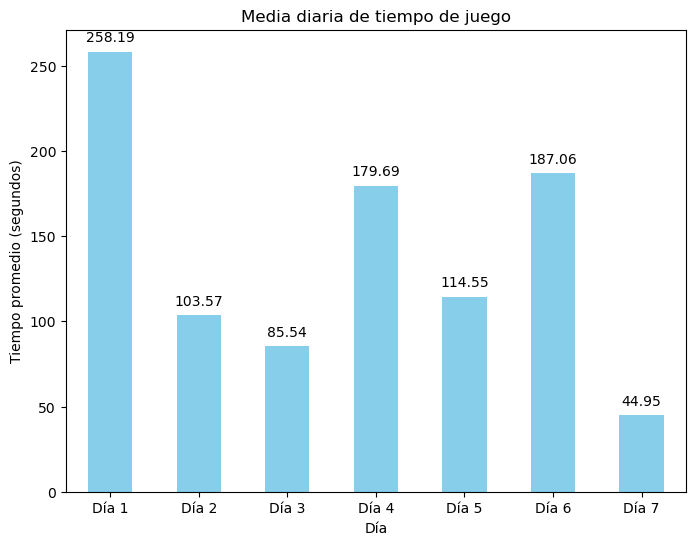 Media diaria de tiempo de juego
Tiempo promedio (segundos)
250
200
150
100
50
0
258.19
103.57
85.54
179.69
114.55
187.06
44.95
Día 1
Día 2
Día 3
Día 4
Día 5
Día 6
Día 7
Día